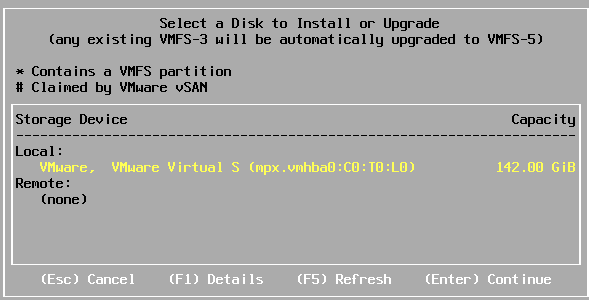 Select a Disk to Install or Upgrade
(any existing VMFS-3 will be automatically upgraded to VMFS-5)
* Contains a VMFS partition
# Claimed by VMware vSAN
Storage Device Capacity
Local:
VMware, VMware Virtual S (mpx.vmhba0:C0:T0:L0) 142.00 GiB
Remote:
(none)
(Esc) Cancel (F1) Details (F5) Refresh (Enter) Continue